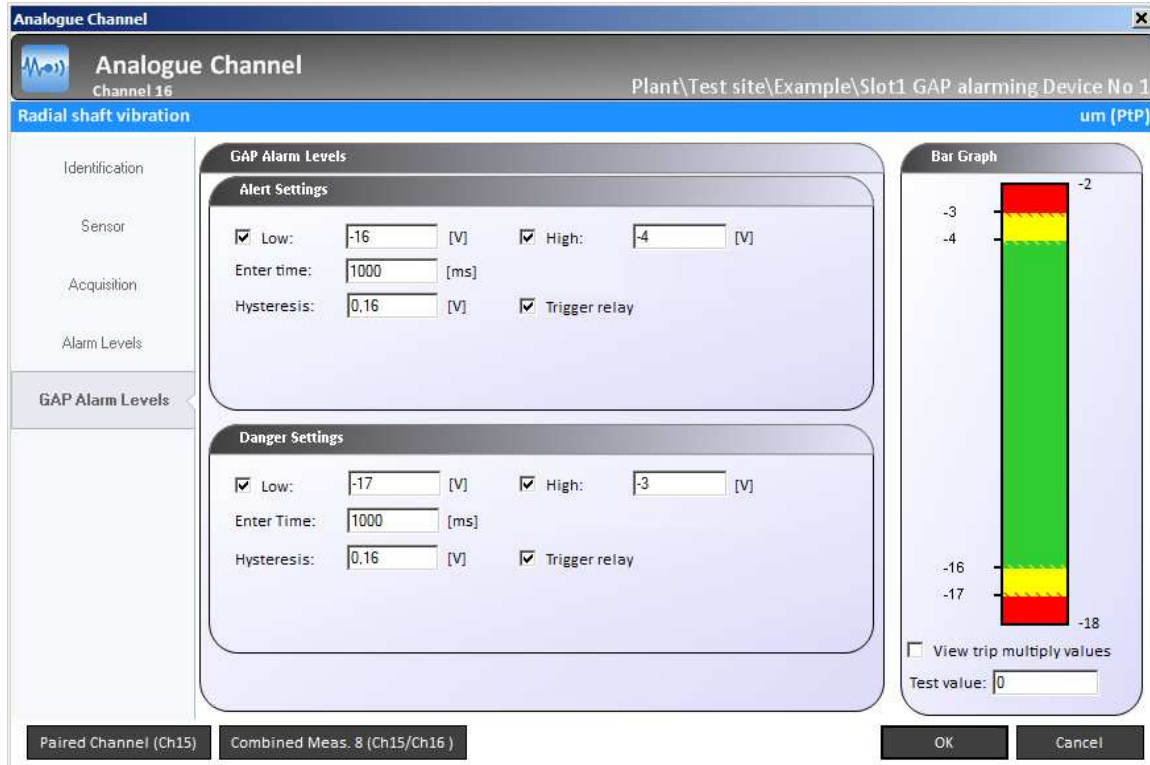 Analogue Channel
Analogue Channel
Channel 16
Plant\Test site\Example\Slot1 GAP alarming Device No 1
Radial shaft vibration
um (PtP)
Identification
Sensor
Acquisition
Alarm Levels
GAP Alarm Levels
GAP Alarm Levels
Alert Settings
Low: -16 [V] High: -4 [V]
Enter time: 1000 [ms]
Hysteresis: 0,16 [V] Trigger relay
Danger Settings
Low: -17 [V] High: -3 [V]
Enter Time: 1000 [ms]
Hysteresis: 0,16 [V] Trigger relay
Bar Graph
-2
-3
-4
-16
-17
-18
View trip multiply values
Test value: 0
Paired Channel (Ch15)
Combined Meas. 8 (Ch15/Ch16 )
OK
Cancel